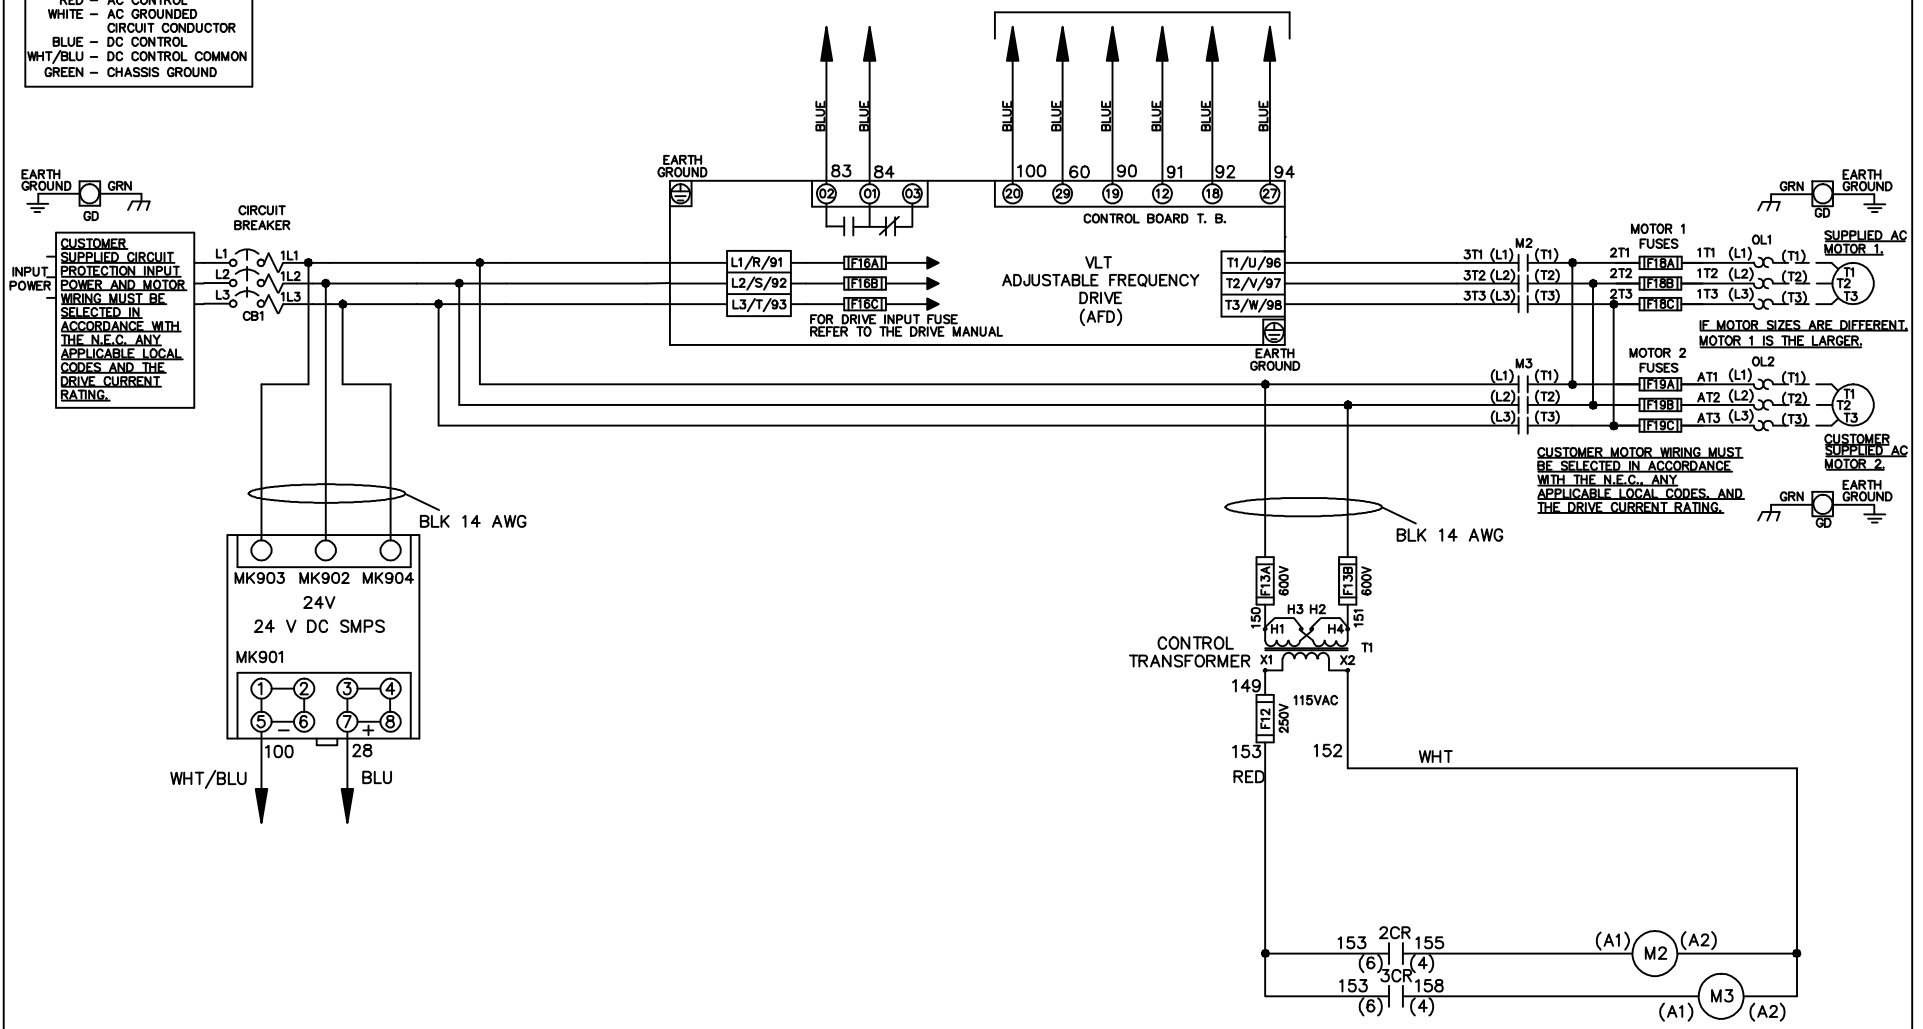 RED – AC CONTROL
WHITE – AC GROUNDED
CIRCUIT CONDUCTOR
BLUE – DC CONTROL
WHT/BLU – DC CONTROL COMMON
GREEN – CHASSIS GROUND
BLUE
BLUE
BLUE
BLUE
BLUE
BLUE
BLUE
BLUE
EARTH
GROUND
GRN
GD
EARTH
GROUND
83
84
02
01
03
100
60
90
91
92
94
20
29
19
12
18
27
CONTROL BOARD T. B.
CIRCUIT
BREAKER
INPUT
POWER
CUSTOMER
SUPPLIED CIRCUIT
PROTECTION INPUT
POWER AND MOTOR
WIRING MUST BE
SELECTED IN
ACCORDANCE WITH
THE N.E.C. ANY
APPLICABLE LOCAL
CODES AND THE
DRIVE CURRENT
RATING.
L1
1L1
L2
1L2
L3
1L3
CB1
L1/R/91
L2/S/92
L3/T/93
F16A
F16B
F16C
FOR DRIVE INPUT FUSE
REFER TO THE DRIVE MANUAL
VLT
ADJUSTABLE FREQUENCY
DRIVE
(AFD)
T1/U/96
T2/V/97
T3/W/98
EARTH
GROUND
M2
3T1 (L1) (T1)
3T2 (L2) (T2)
3T3 (L3) (T3)
MOTOR 1
FUSES
2T1
F18A
1T1 (L1)
2T2
F18B
1T2 (L2)
2T3
F18C
1T3 (L3)
OL1
(T1)
(T2)
(T3)
T1
T2
T3
GRN
GD
EARTH
GROUND
SUPPLIED AC
MOTOR 1.
IF MOTOR SIZES ARE DIFFERENT,
MOTOR 1 IS THE LARGER.
M3
(L1) (T1)
(L2) (T2)
(L3) (T3)
MOTOR 2
FUSES
F19A
AT1 (L1)
F19B
AT2 (L2)
F19C
AT3 (L3)
OL2
(T1)
(T2)
(T3)
T1
T2
T3
CUSTOMER
SUPPLIED AC
MOTOR 2.
CUSTOMER MOTOR WIRING MUST
BE SELECTED IN ACCORDANCE
WITH THE N.E.C., ANY
APPLICABLE LOCAL CODES, AND
THE DRIVE CURRENT RATING.
GRN
GD
EARTH
GROUND
BLK 14 AWG
MK903 MK902 MK904
24V
24 V DC SMPS
MK901
1
2
3
4
5
6
7
8
–
+
100
28
WHT/BLU
BLU
BLK 14 AWG
F13A
600V
F13B
600V
150
151
H3 H2
H1
H4
T1
CONTROL
TRANSFORMER
X1
X2
149
115VAC
F12
250V
153
RED
152
WHT
153
2CR
155
(6)
(4)
(A1)
M2
(A2)
153
3CR
158
(6)
(4)
(A1)
M3
(A2)